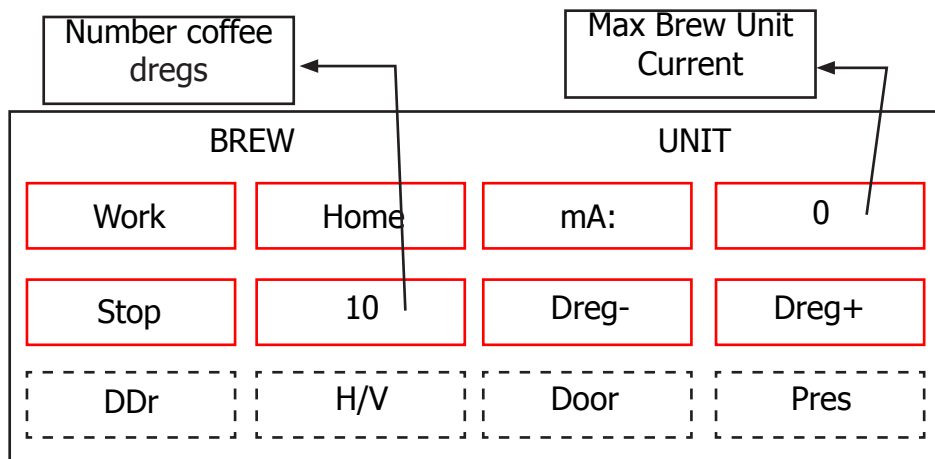 Number coffee
dregs
Max Brew Unit
Current
BREW UNIT
Work Home mA: 0
Stop 10 Dreg- Dreg+
DDr H/V Door Pres